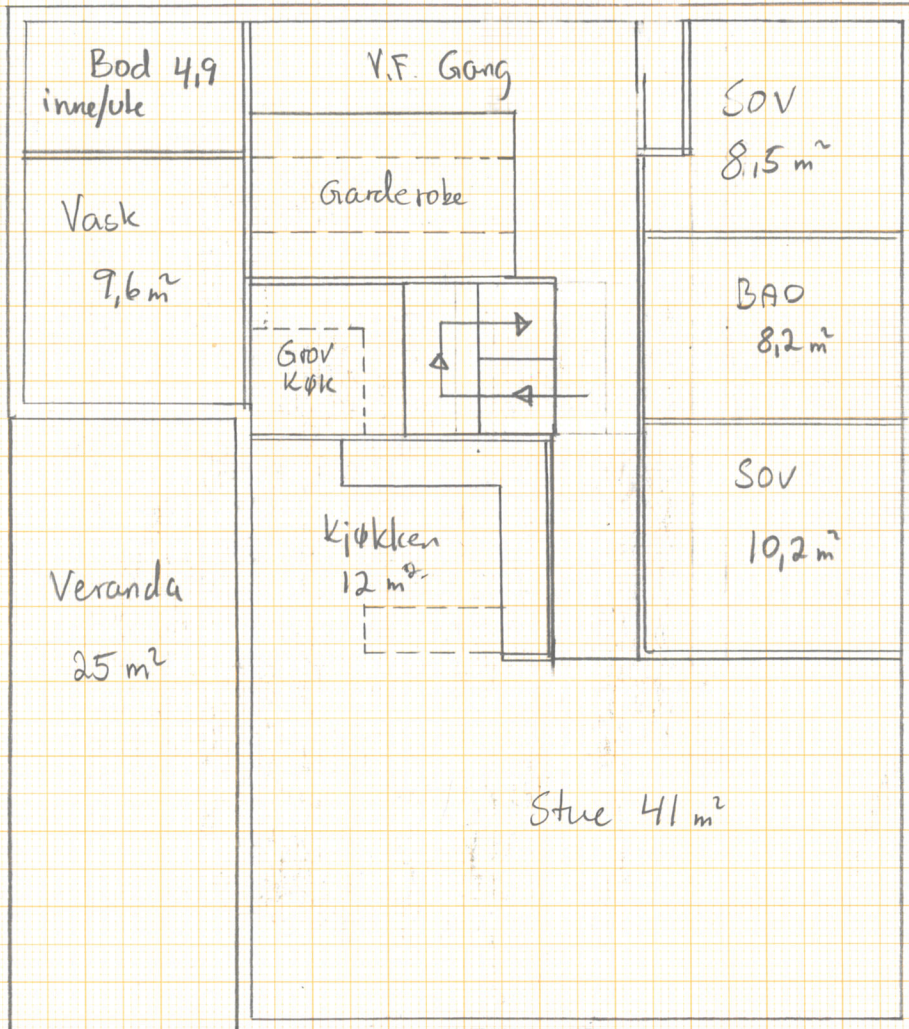 Bod 4,9
inne/ute
V.F. Gang
SOV
8,5 m²
Garderobe
Vask
9,6 m²
BAD
8,2 m²
Grov
Køk
SOV
10,2 m²
Kjøkken
12 m²
Veranda
25 m²
Stue 41 m²